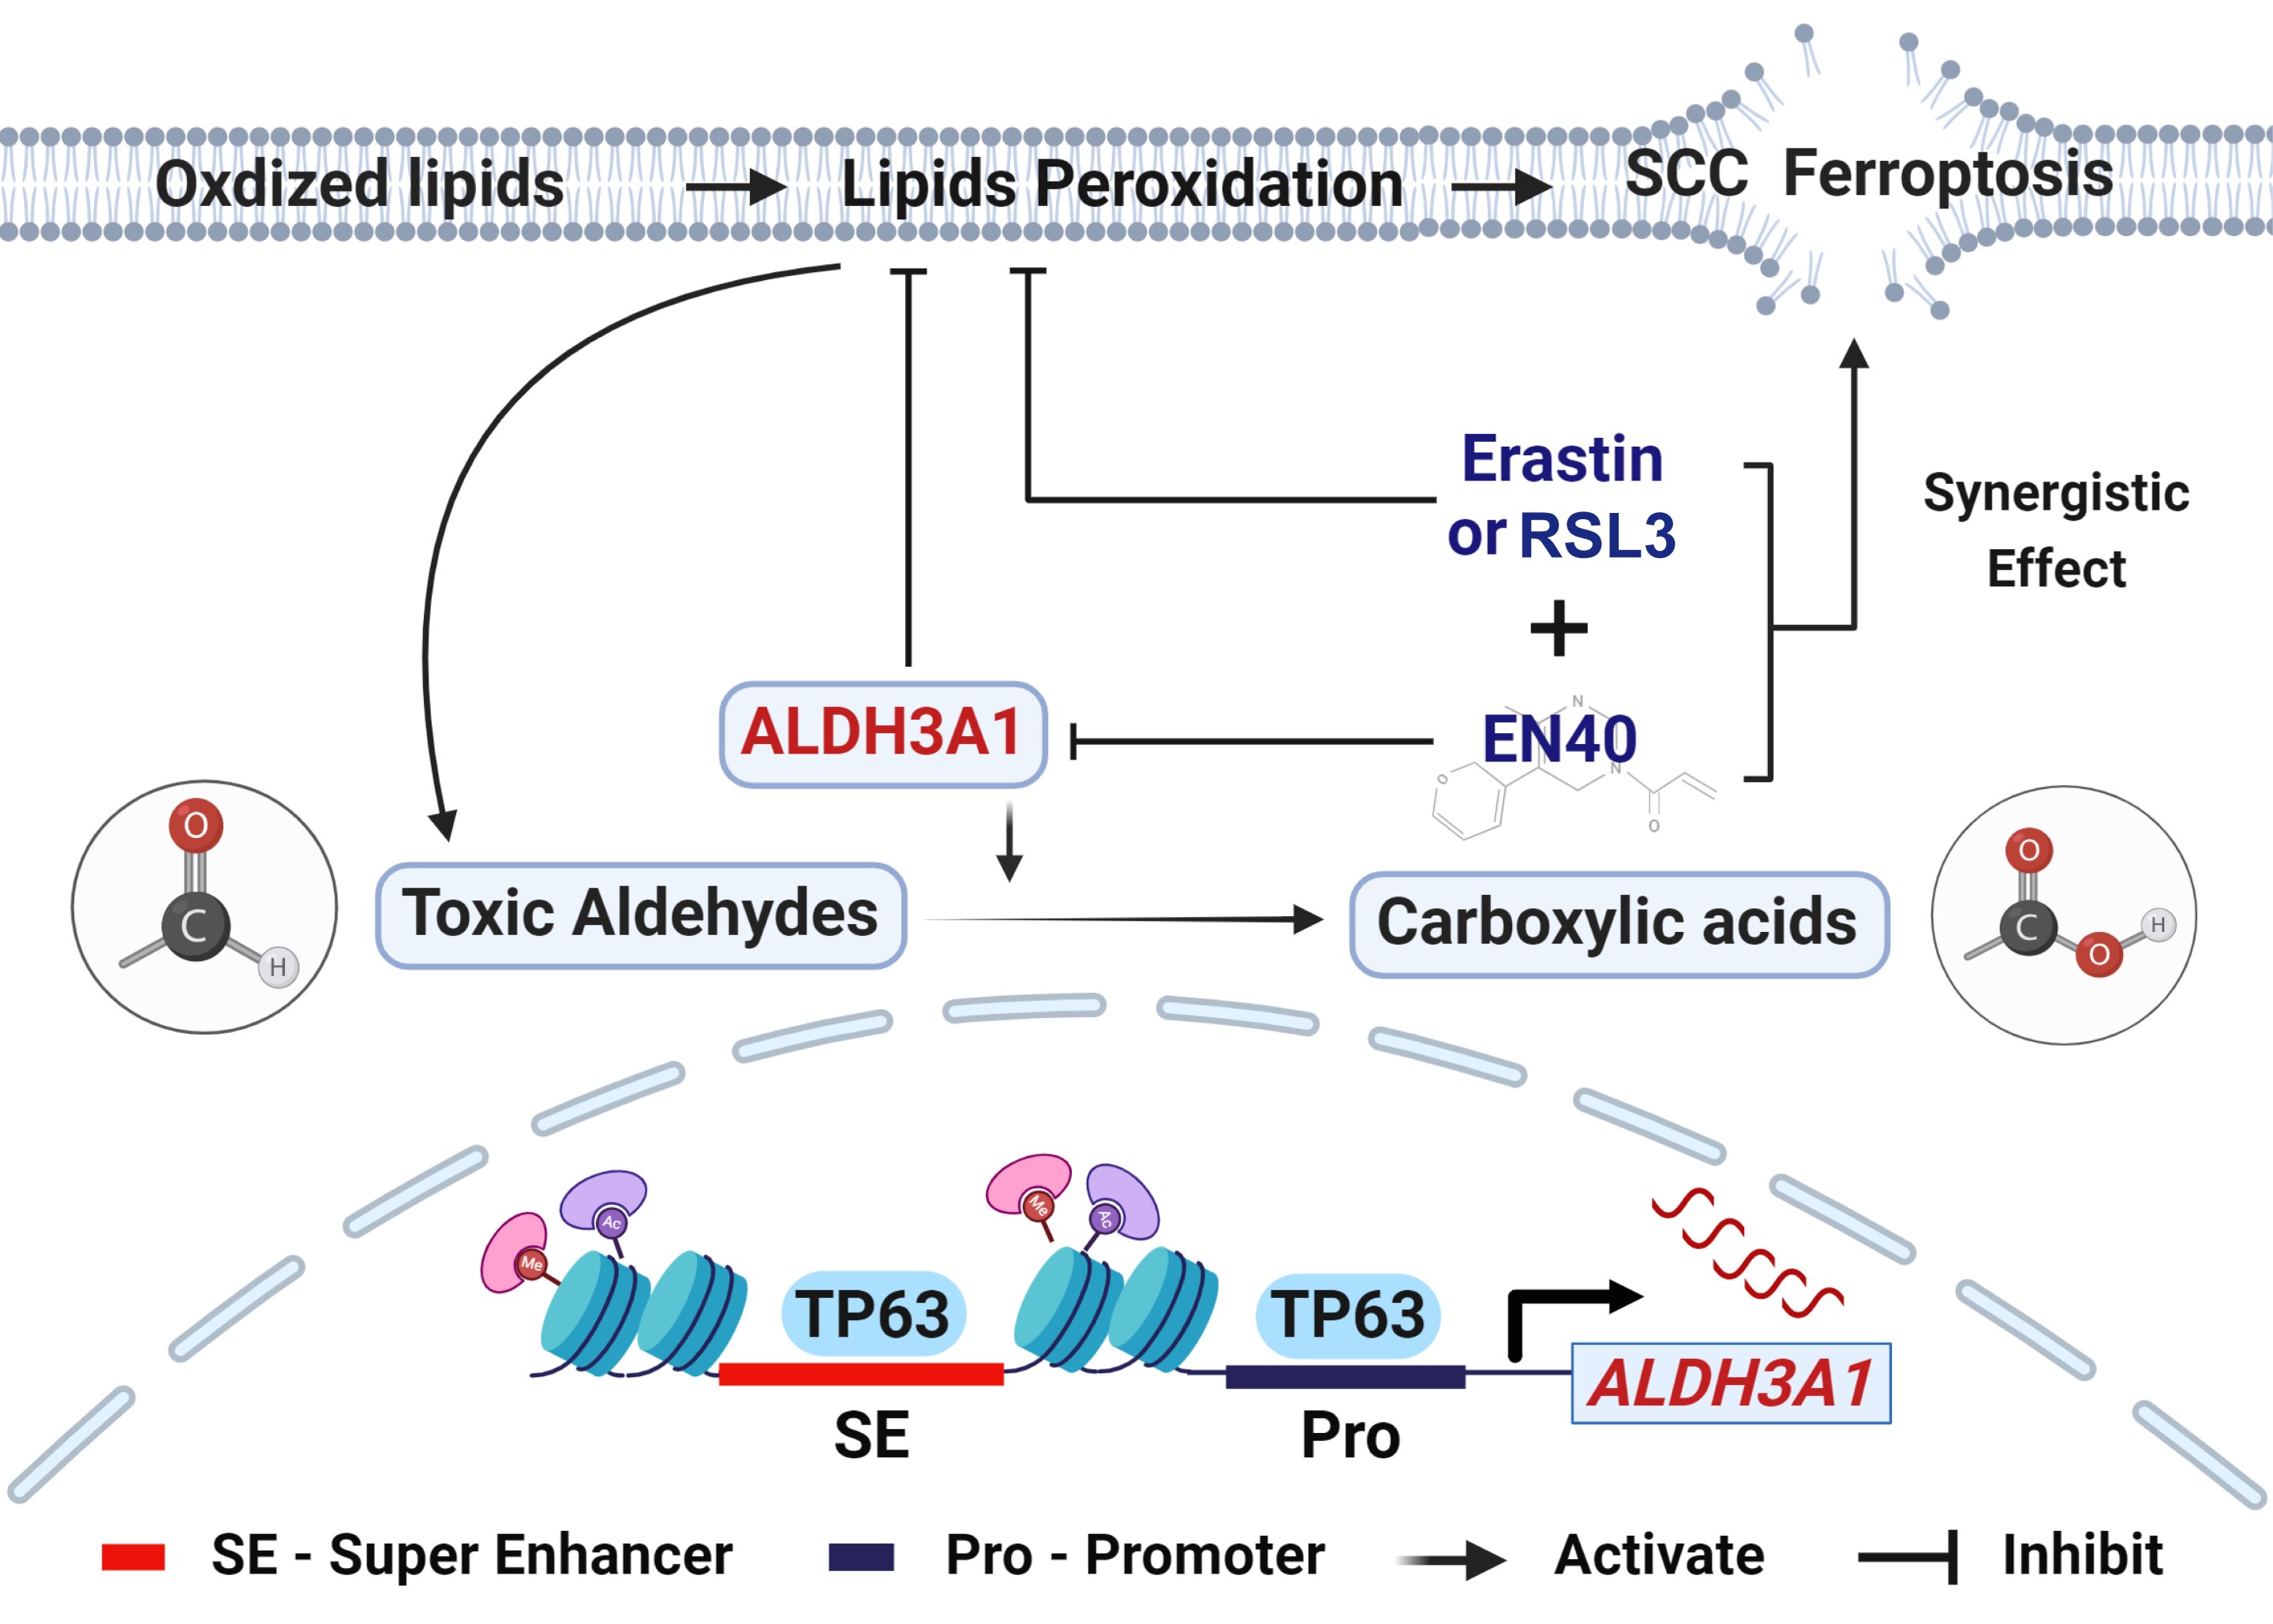 Oxdized lipids
Lipids Peroxidation
SCC Ferroptosis
Erastin
or RSL3
+
Synergistic
Effect
ALDH3A1
EN40
N
N
O
O
O
C
H
Toxic Aldehydes
Carboxylic acids
O
C
O
H
Me
Ac
Me
Ac
TP63
TP63
ALDH3A1
SE
Pro
SE - Super Enhancer
Pro - Promoter
Activate
Inhibit